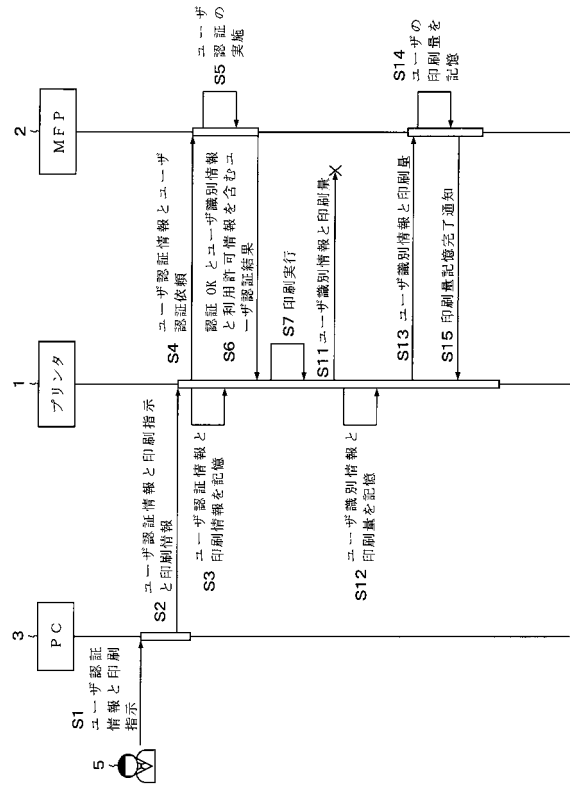 5
S1
ユーザ認証
情報と印刷
指示
3
PC
S2
ユーザ認証情報と印刷指示
と印刷情報
1
プリンタ
S3
ユーザ認証情報と
印刷情報を記憶
S4
ユーザ認証情報とユーザ
認証依頼
2
MFP
S5
ユーザ
認証の
実施
S6
認証 OK とユーザ識別情報
と利用許可情報を含むユ
ーザ認証結果
S7 印刷実行
S11 ユーザ識別情報と印刷量
S12
ユーザ識別情報と
印刷量を記憶
S13 ユーザ識別情報と印刷量
S14
ユーザの
印刷量を
記憶
S15 印刷量記憶完了通知